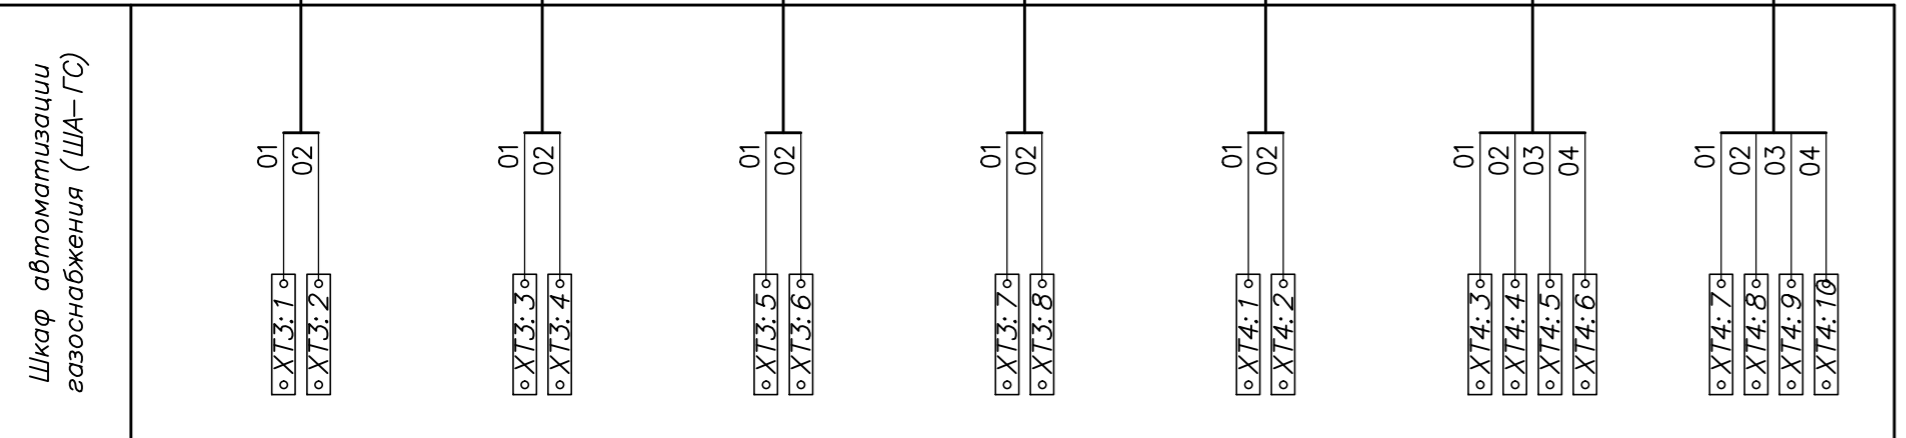 Шкаф автоматизации
газоснабжения (ША-ГС)
01
02
01
02
01
02
01
02
01
02
01
02
03
04
01
02
03
04
XT3:1
XT3:2
XT3:3
XT3:4
XT3:5
XT3:6
XT3:7
XT3:8
XT4:1
XT4:2
XT4:3
XT4:4
XT4:5
XT4:6
XT4:7
XT4:8
XT4:9
XT4:10